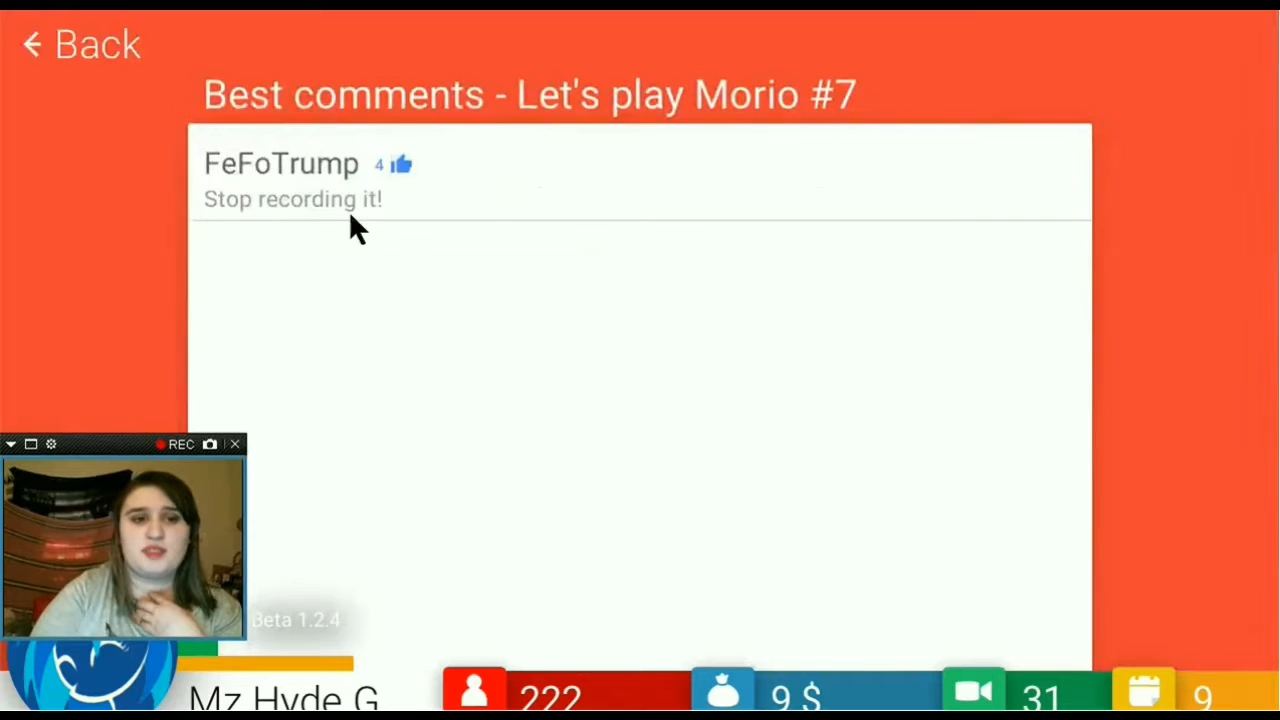 Back
Best comments - Let's play Morio #7
FeFoTrump 4
Stop recording it!
REC
Beta 1.2.4
Mz Hyde G
222
9 $
31
9